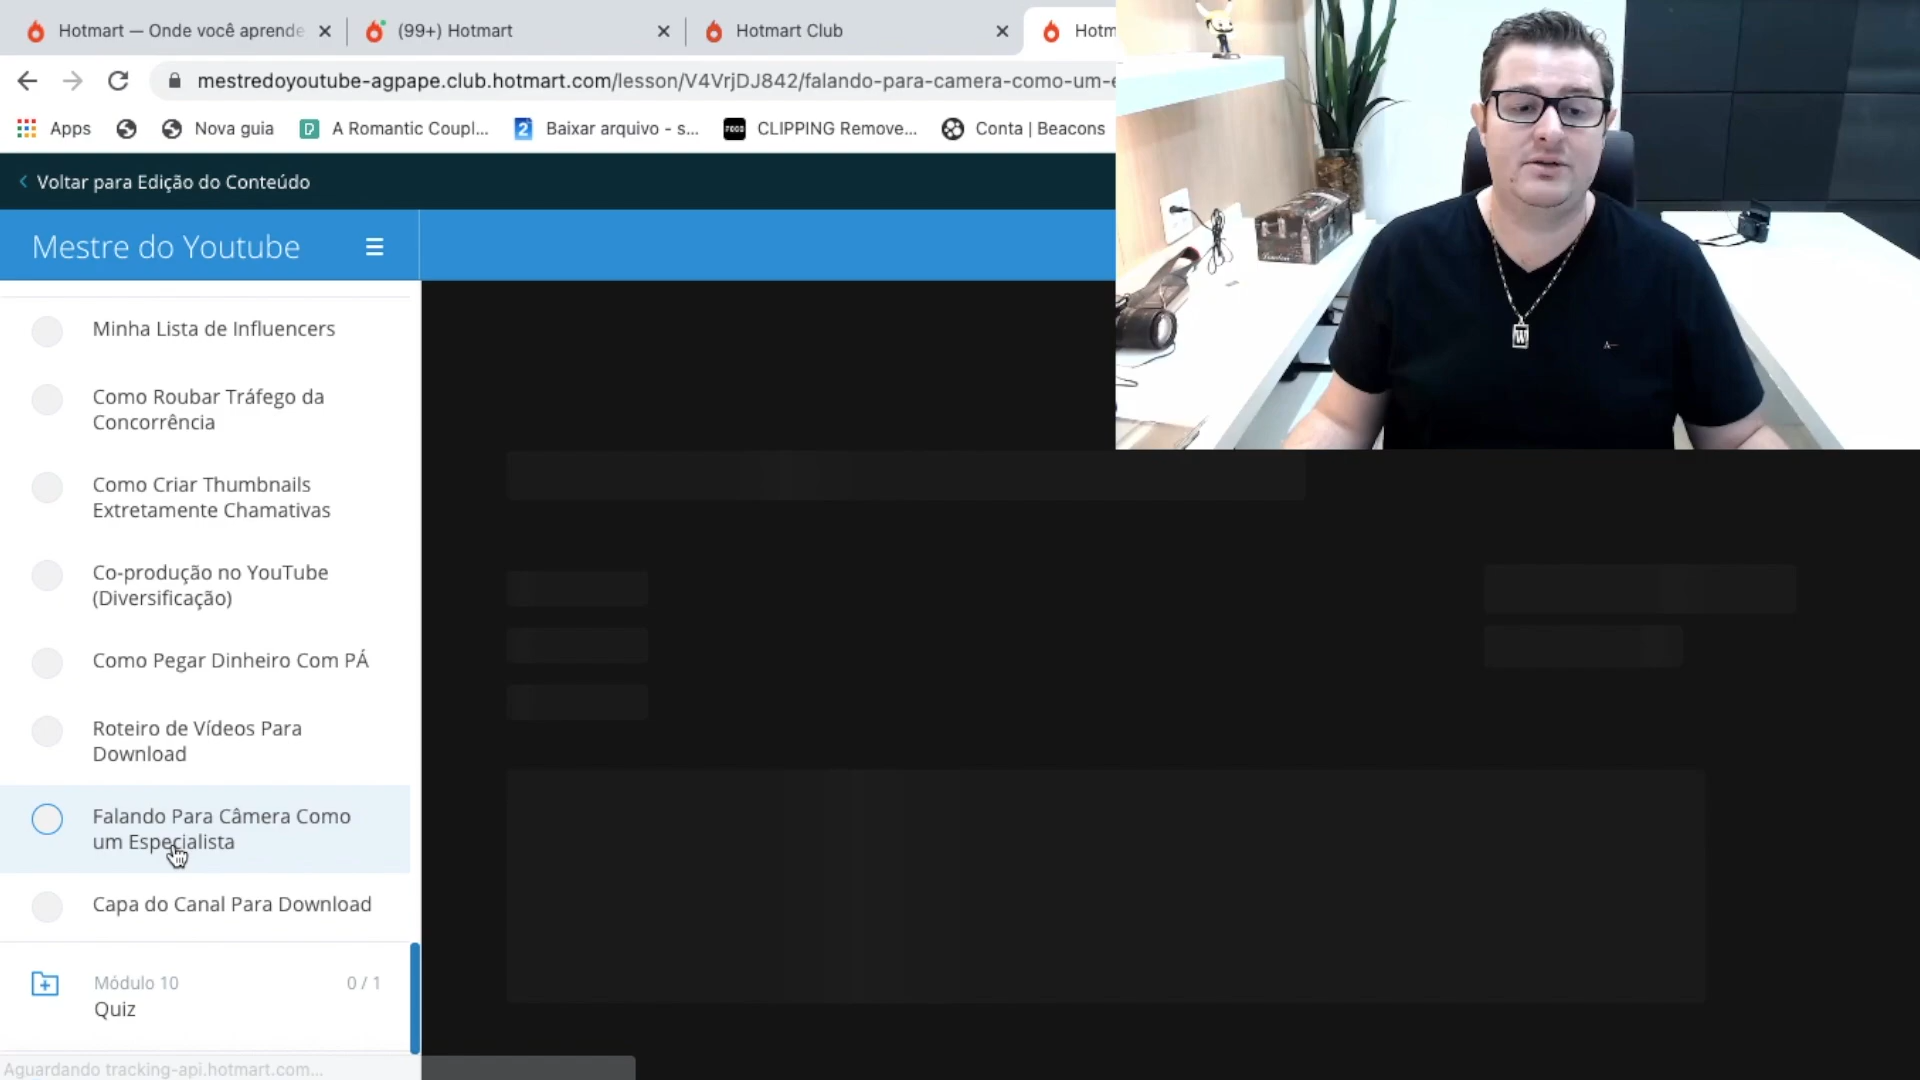 Hotmart — Onde você aprende
(99+) Hotmart
Hotmart Club
Hotm
mestredoyoutube-agpape.club.hotmart.com/lesson/V4VrjDJ842/falando-para-camera-como-um-e
Apps
Nova guia
A Romantic Coupl...
Baixar arquivo - s...
CLIPPING Remove...
Conta | Beacons
Voltar para Edição do Conteúdo
Mestre do Youtube
Minha Lista de Influencers
Como Roubar Tráfego da
Concorrência
Como Criar Thumbnails
Extretamente Chamativas
Co-produção no YouTube
(Diversificação)
Como Pegar Dinheiro Com PÁ
Roteiro de Vídeos Para
Download
Falando Para Câmera Como
um Especialista
Capa do Canal Para Download
Módulo 10 0 / 1
Quiz
Aguardando tracking-api.hotmart.com...
W